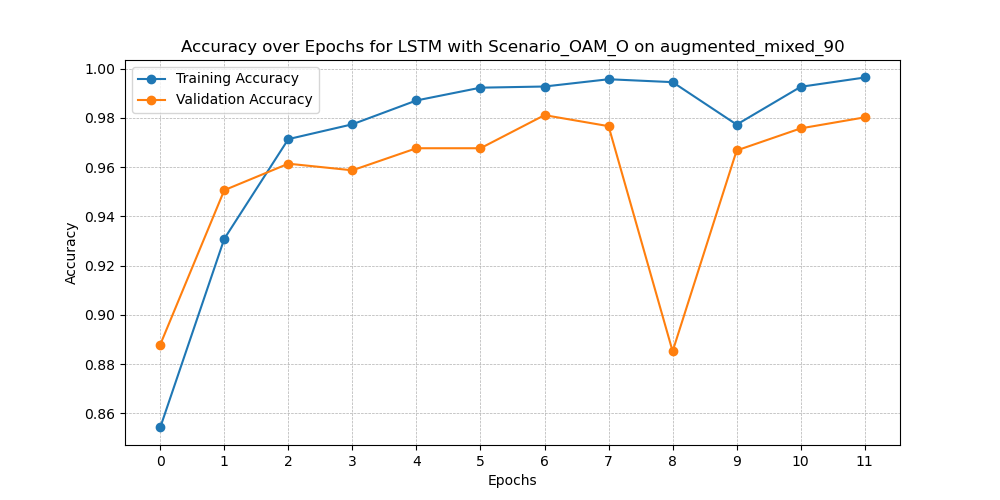 Accuracy over Epochs for LSTM with Scenario_OAM_O on augmented_mixed_90
Training Accuracy
Validation Accuracy
1.00
0.98
0.96
0.94
0.92
0.90
0.88
0.86
Accuracy
0 1 2 3 4 5 6 7 8 9 10 11
Epochs